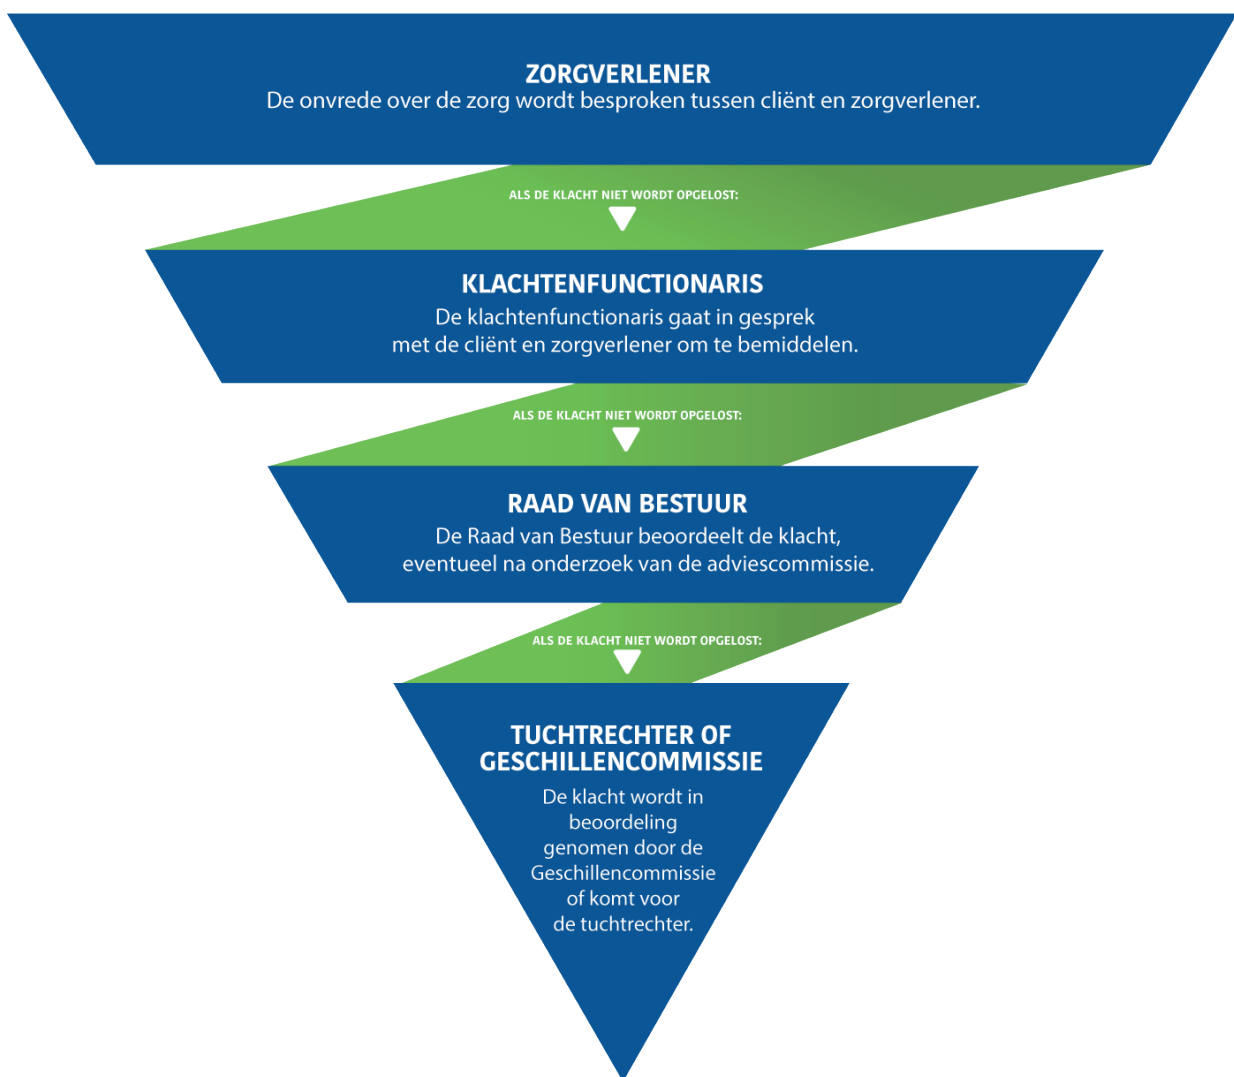 ZORGVERLENER
De onvrede over de zorg wordt besproken tussen cliënt en zorgverlener.
ALS DE KLACHT NIET WORDT OPGELOST:
KLACHTENFUNCTIONARIS
De klachtenfunctionaris gaat in gesprek
met de cliënt en zorgverlener om te bemiddelen.
ALS DE KLACHT NIET WORDT OPGELOST:
RAAD VAN BESTUUR
De Raad van Bestuur beoordeelt de klacht,
eventueel na onderzoek van de adviescommissie.
ALS DE KLACHT NIET WORDT OPGELOST:
TUCHTRECHTER OF
GESCHILLENCOMMISSIE
De klacht wordt in
beoordeling
genomen door de
Geschillencommissie
of komt voor
de tuchtrechter.